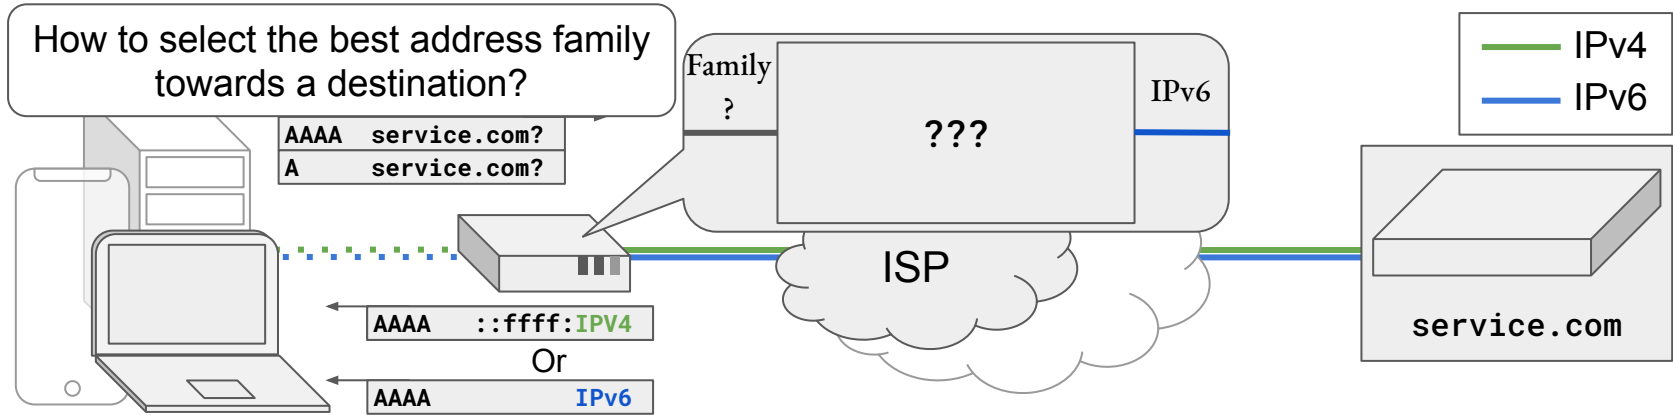 How to select the best address family
towards a destination?
AAAA service.com?
A service.com?
Family
?
???
IPv6
IPv4
IPv6
ISP
service.com
AAAA ::ffff:IPV4
Or
AAAA IPv6